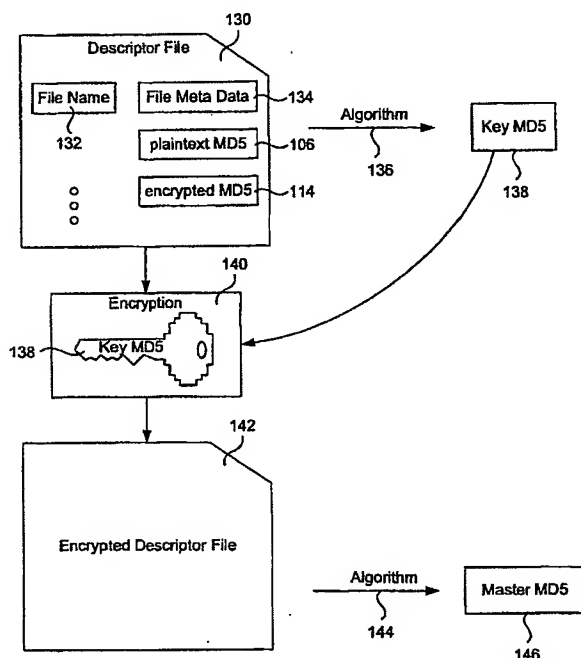 130
Descriptor File
File Name
132
File Meta Data
134
plaintext MD5
106
encrypted MD5
114
Algorithm
136
Key MD5
138
140
Encryption
138
Key MD5
142
Encrypted Descriptor File
Algorithm
144
Master MD5
146